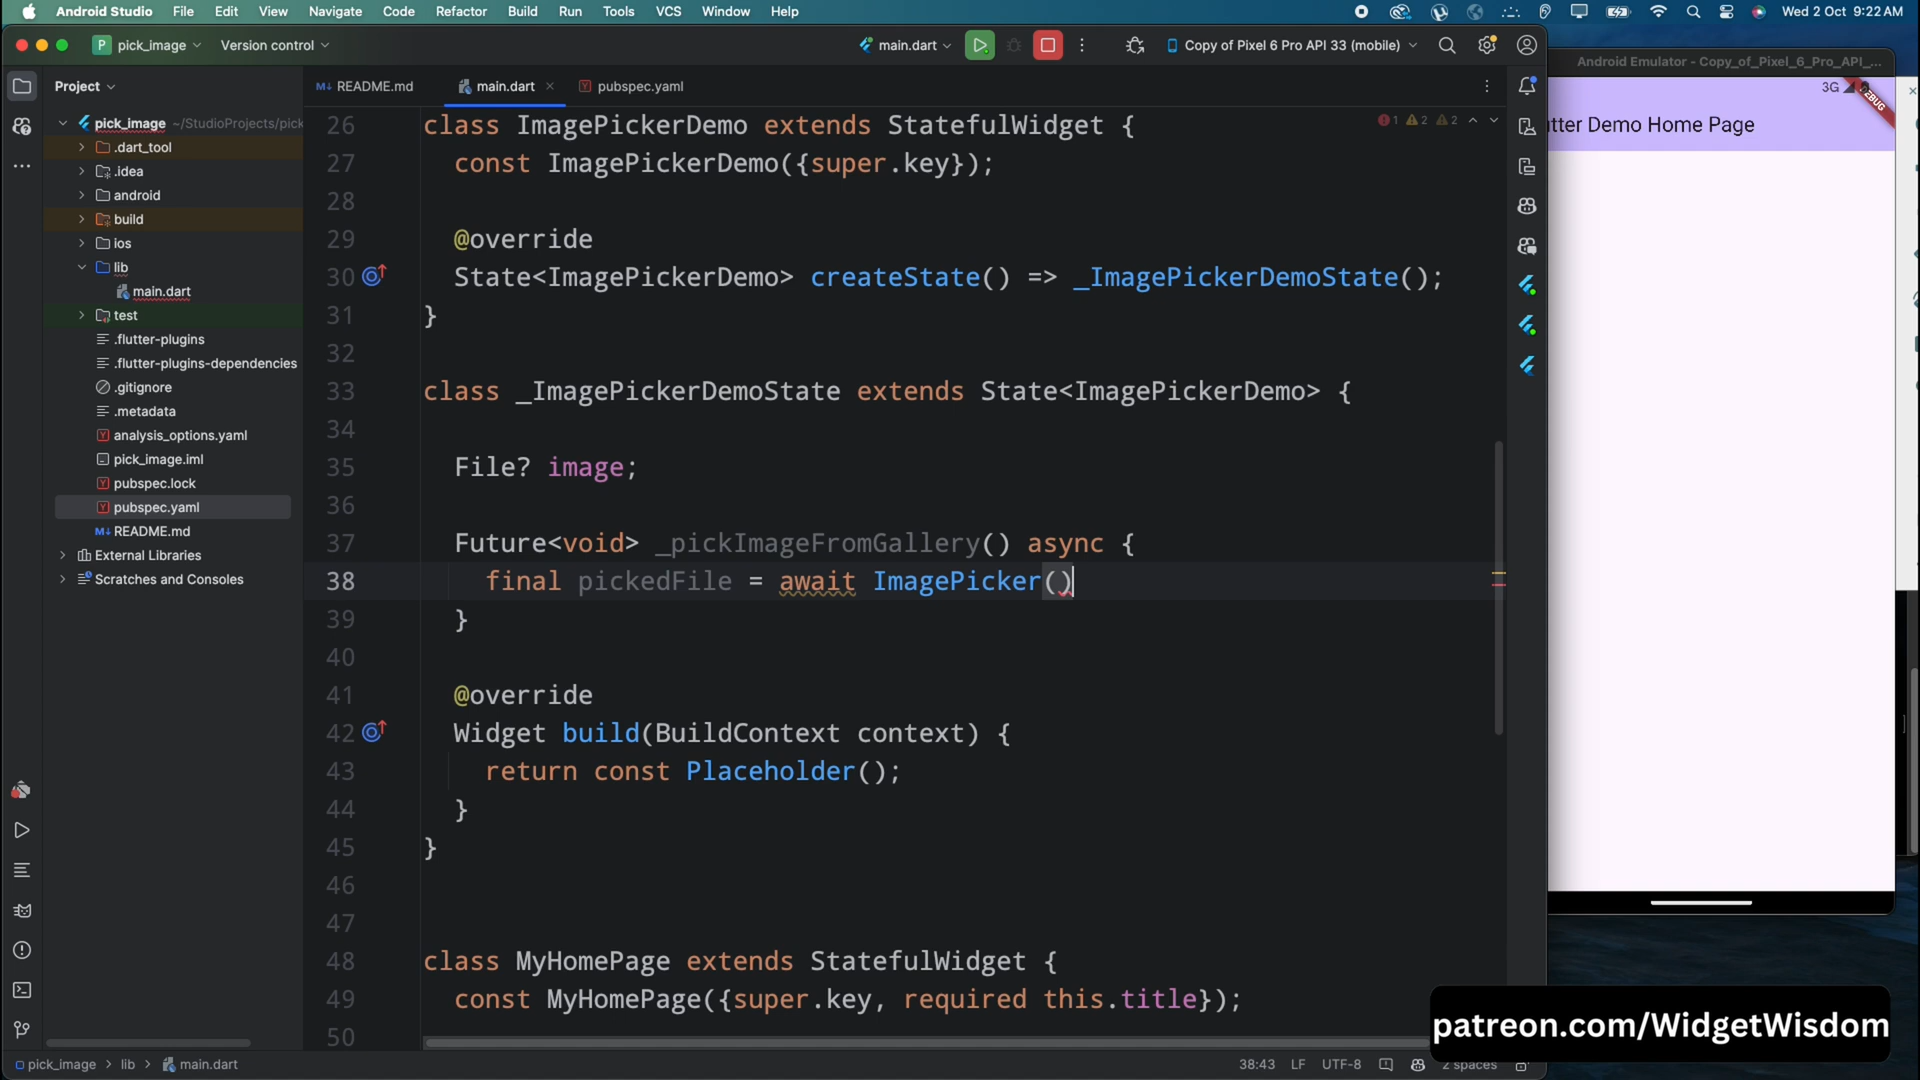 Android Studio File Edit View Navigate Code Refactor Build Run Tools VCS Window Help
Wed 2 Oct 9:22 AM
P pick_image Version control
main.dart
Copy of Pixel 6 Pro API 33 (mobile)
Project
README.md
main.dart
pubspec.yaml
pick_image ~/StudioProjects/pick
.dart_tool
.idea
android
build
ios
lib
main.dart
test
.flutter-plugins
.flutter-plugins-dependencies
.gitignore
.metadata
analysis_options.yaml
pick_image.iml
pubspec.lock
pubspec.yaml
README.md
External Libraries
Scratches and Consoles
1 2 2
26 class ImagePickerDemo extends StatefulWidget {
27 const ImagePickerDemo({super.key});
28
29 @override
30 State<ImagePickerDemo> createState() => _ImagePickerDemoState();
31 }
32
33 class _ImagePickerDemoState extends State<ImagePickerDemo> {
34
35 File? image;
36
37 Future<void> _pickImageFromGallery() async {
38 final pickedFile = await ImagePicker()
39 }
40
41 @override
42 Widget build(BuildContext context) {
43 return const Placeholder();
44 }
45 }
46
47
48 class MyHomePage extends StatefulWidget {
49 const MyHomePage({super.key, required this.title});
50
Android Emulator - Copy_of_Pixel_6_Pro_API_...
3G
DEBUG
tter Demo Home Page
patreon.com/WidgetWisdom
pick_image > lib > main.dart
38:43 LF UTF-8 2 spaces